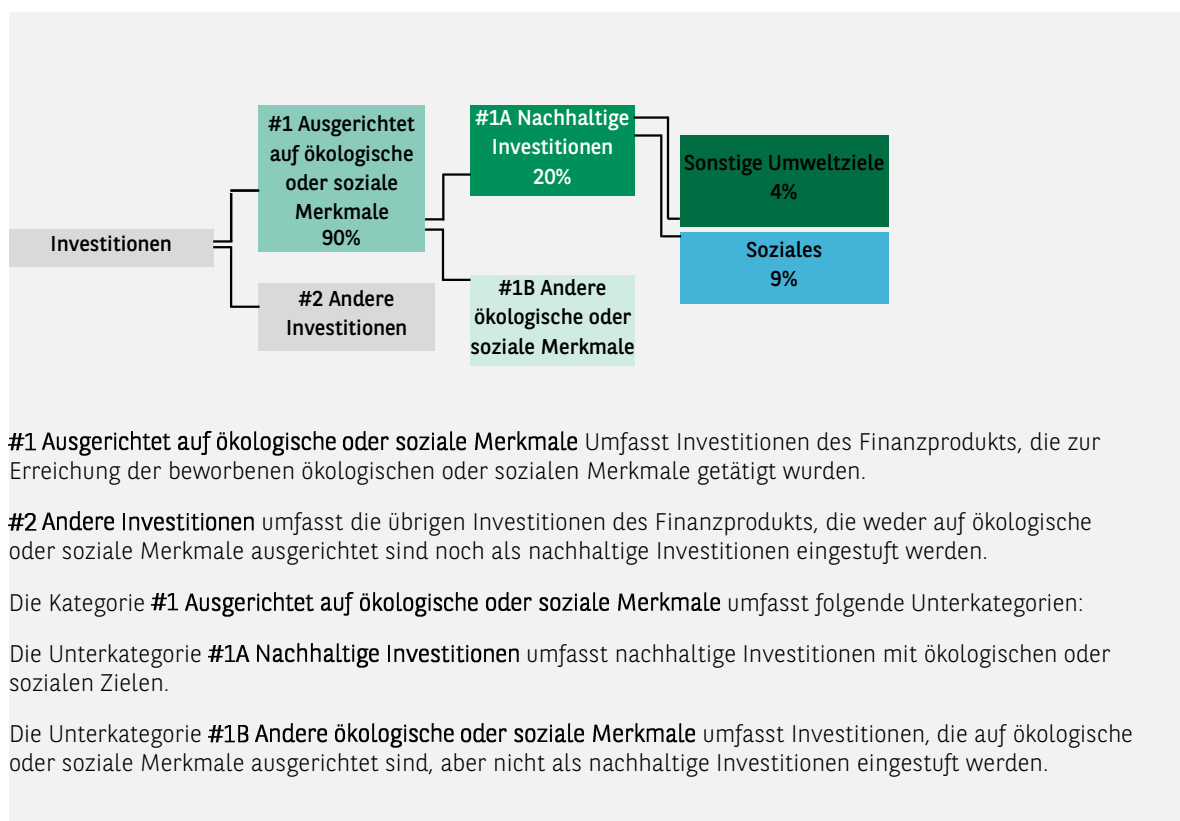 #1 Ausgerichtet
auf ökologische
oder soziale
Merkmale
90%
#1A Nachhaltige
Investitionen
20%
Sonstige Umweltziele
4%
Investitionen
Soziales
9%
#2 Andere
Investitionen
#1B Andere
ökologische oder
soziale Merkmale
#1 Ausgerichtet auf ökologische oder soziale Merkmale Umfasst Investitionen des Finanzprodukts, die zur
Erreichung der beworbenen ökologischen oder sozialen Merkmale getätigt wurden.
#2 Andere Investitionen umfasst die übrigen Investitionen des Finanzprodukts, die weder auf ökologische
oder soziale Merkmale ausgerichtet sind noch als nachhaltige Investitionen eingestuft werden.
Die Kategorie #1 Ausgerichtet auf ökologische oder soziale Merkmale umfasst folgende Unterkategorien:
Die Unterkategorie #1A Nachhaltige Investitionen umfasst nachhaltige Investitionen mit ökologischen oder
sozialen Zielen.
Die Unterkategorie #1B Andere ökologische oder soziale Merkmale umfasst Investitionen, die auf ökologische
oder soziale Merkmale ausgerichtet sind, aber nicht als nachhaltige Investitionen eingestuft werden.